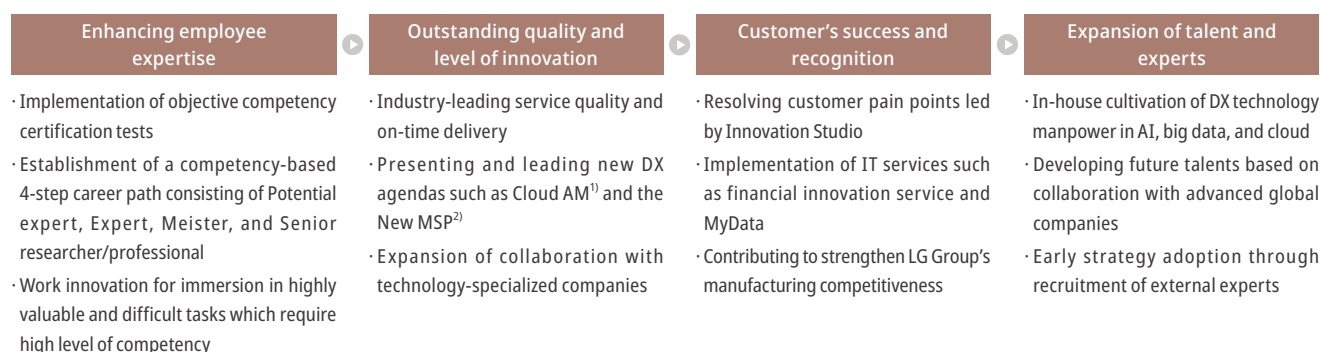 Enhancing employee
expertise
· Implementation of objective competency
certification tests
· Establishment of a competency-based
4-step career path consisting of Potential
expert, Expert, Meister, and Senior
researcher/professional
· Work innovation for immersion in highly
valuable and difficult tasks which require
high level of competency
Outstanding quality and
level of innovation
· Industry-leading service quality and
on-time delivery
· Presenting and leading new DX
agendas such as Cloud AM1) and the
New MSP2)
· Expansion of collaboration with
technology-specialized companies
Customer’s success and
recognition
· Resolving customer pain points led
by Innovation Studio
· Implementation of IT services such
as financial innovation service and
MyData
· Contributing to strengthen LG Group’s
manufacturing competitiveness
Expansion of talent and
experts
· In-house cultivation of DX technology
manpower in AI, big data, and cloud
· Developing future talents based on
collaboration with advanced global
companies
· Early strategy adoption through
recruitment of external experts